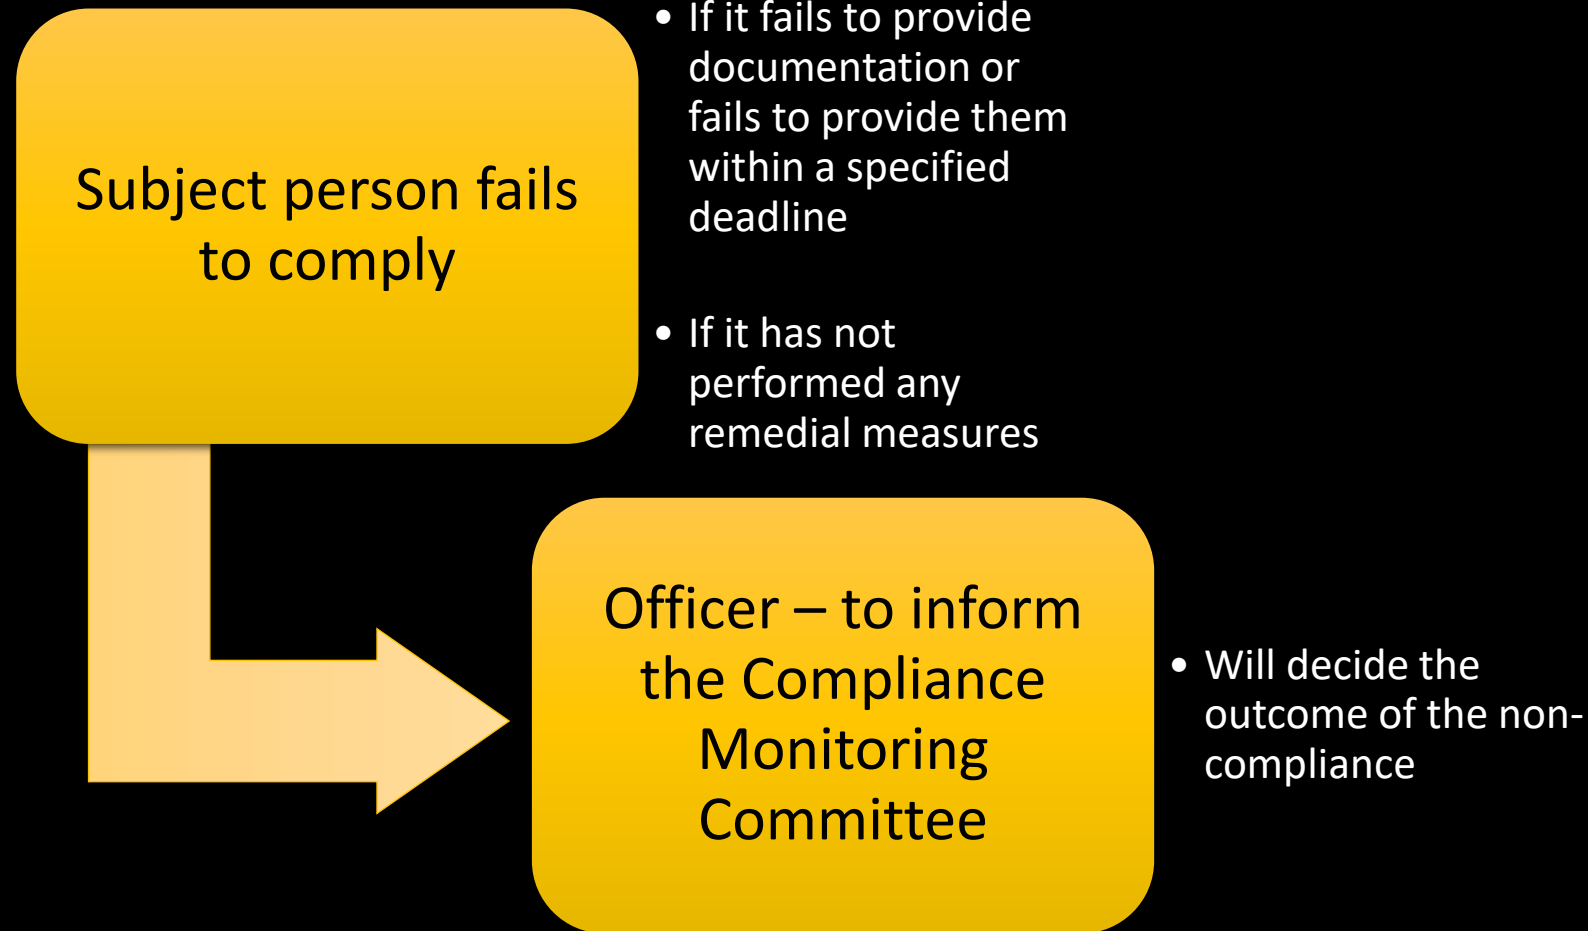 Subject person fails
to comply
• If it fails to provide
documentation or
fails to provide them
within a specified
deadline
• If it has not
performed any
remedial measures
Officer – to inform
the Compliance
Monitoring
Committee
• Will decide the
outcome of the non-
compliance